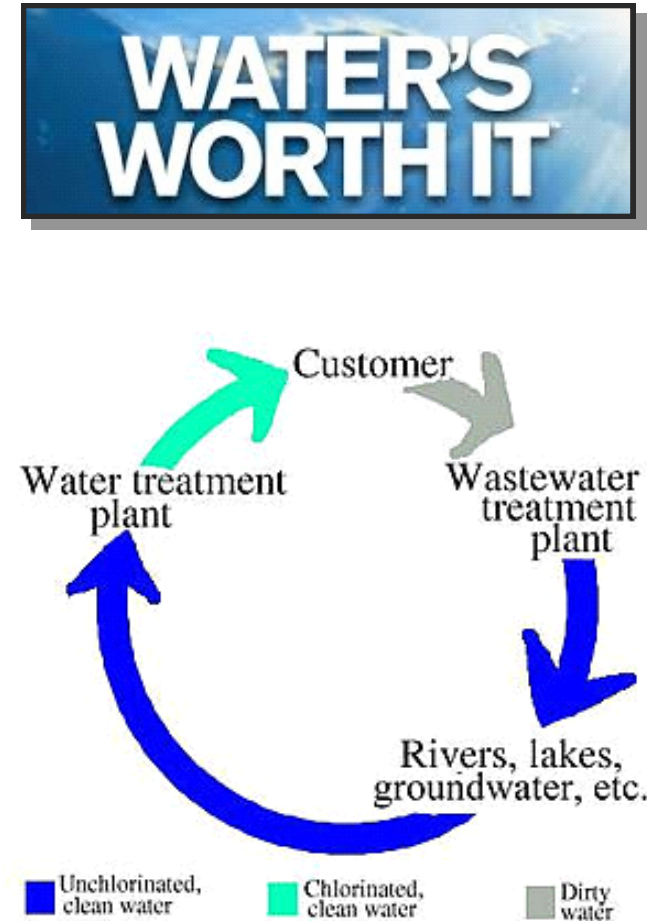 WATER'S
WORTH IT
Customer
Water treatment
plant
Wastewater
treatment
plant
Rivers, lakes,
groundwater, etc.
Unchlorinated,
clean water
Chlorinated,
clean water
Dirty
water